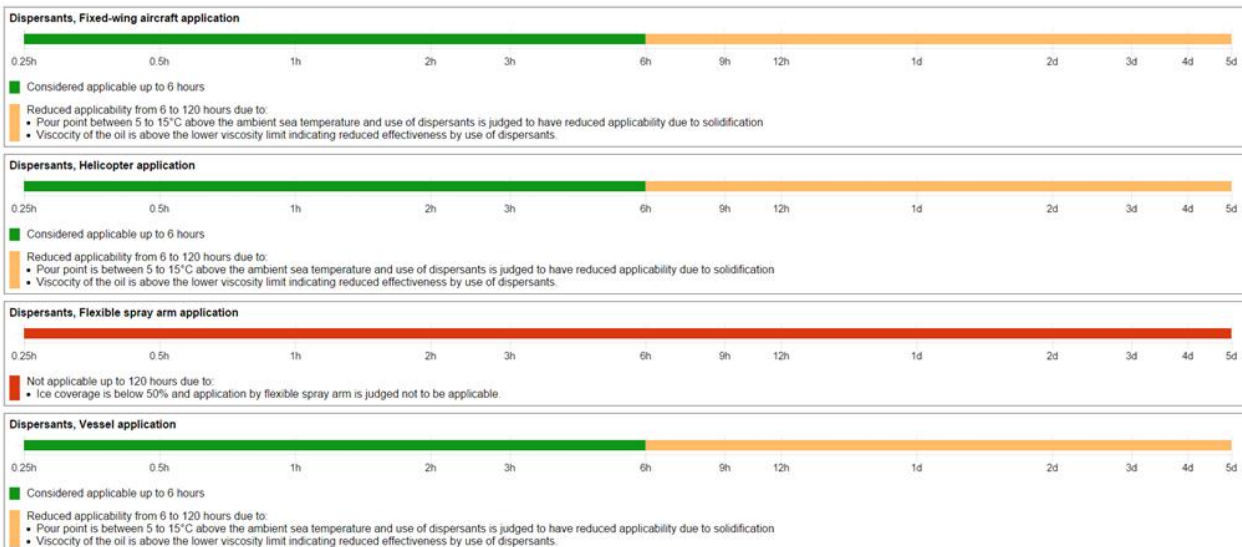 Dispersants, Fixed-wing aircraft application
0.25h 0.5h 1h 2h 3h 6h 9h 12h 1d 2d 3d 4d 5d
Considered applicable up to 6 hours
Reduced applicability from 6 to 120 hours due to:
• Pour point between 5 to 15°C above the ambient sea temperature and use of dispersants is judged to have reduced applicability due to solidification
• Viscocity of the oil is above the lower viscosity limit indicating reduced effectiveness by use of dispersants.
Dispersants, Helicopter application
0.25h 0.5h 1h 2h 3h 6h 9h 12h 1d 2d 3d 4d 5d
Considered applicable up to 6 hours
Reduced applicability from 6 to 120 hours due to:
• Pour point is between 5 to 15°C above the ambient sea temperature and use of dispersants is judged to have reduced applicability due to solidification
• Viscocity of the oil is above the lower viscosity limit indicating reduced effectiveness by use of dispersants.
Dispersants, Flexible spray arm application
0.25h 0.5h 1h 2h 3h 6h 9h 12h 1d 2d 3d 4d 5d
Not applicable up to 120 hours due to:
• Ice coverage is below 50% and application by flexible spray arm is judged not to be applicable.
Dispersants, Vessel application
0.25h 0.5h 1h 2h 3h 6h 9h 12h 1d 2d 3d 4d 5d
Considered applicable up to 6 hours
Reduced applicability from 6 to 120 hours due to:
• Pour point is between 5 to 15°C above the ambient sea temperature and use of dispersants is judged to have reduced applicability due to solidification
• Viscocity of the oil is above the lower viscosity limit indicating reduced effectiveness by use of dispersants.